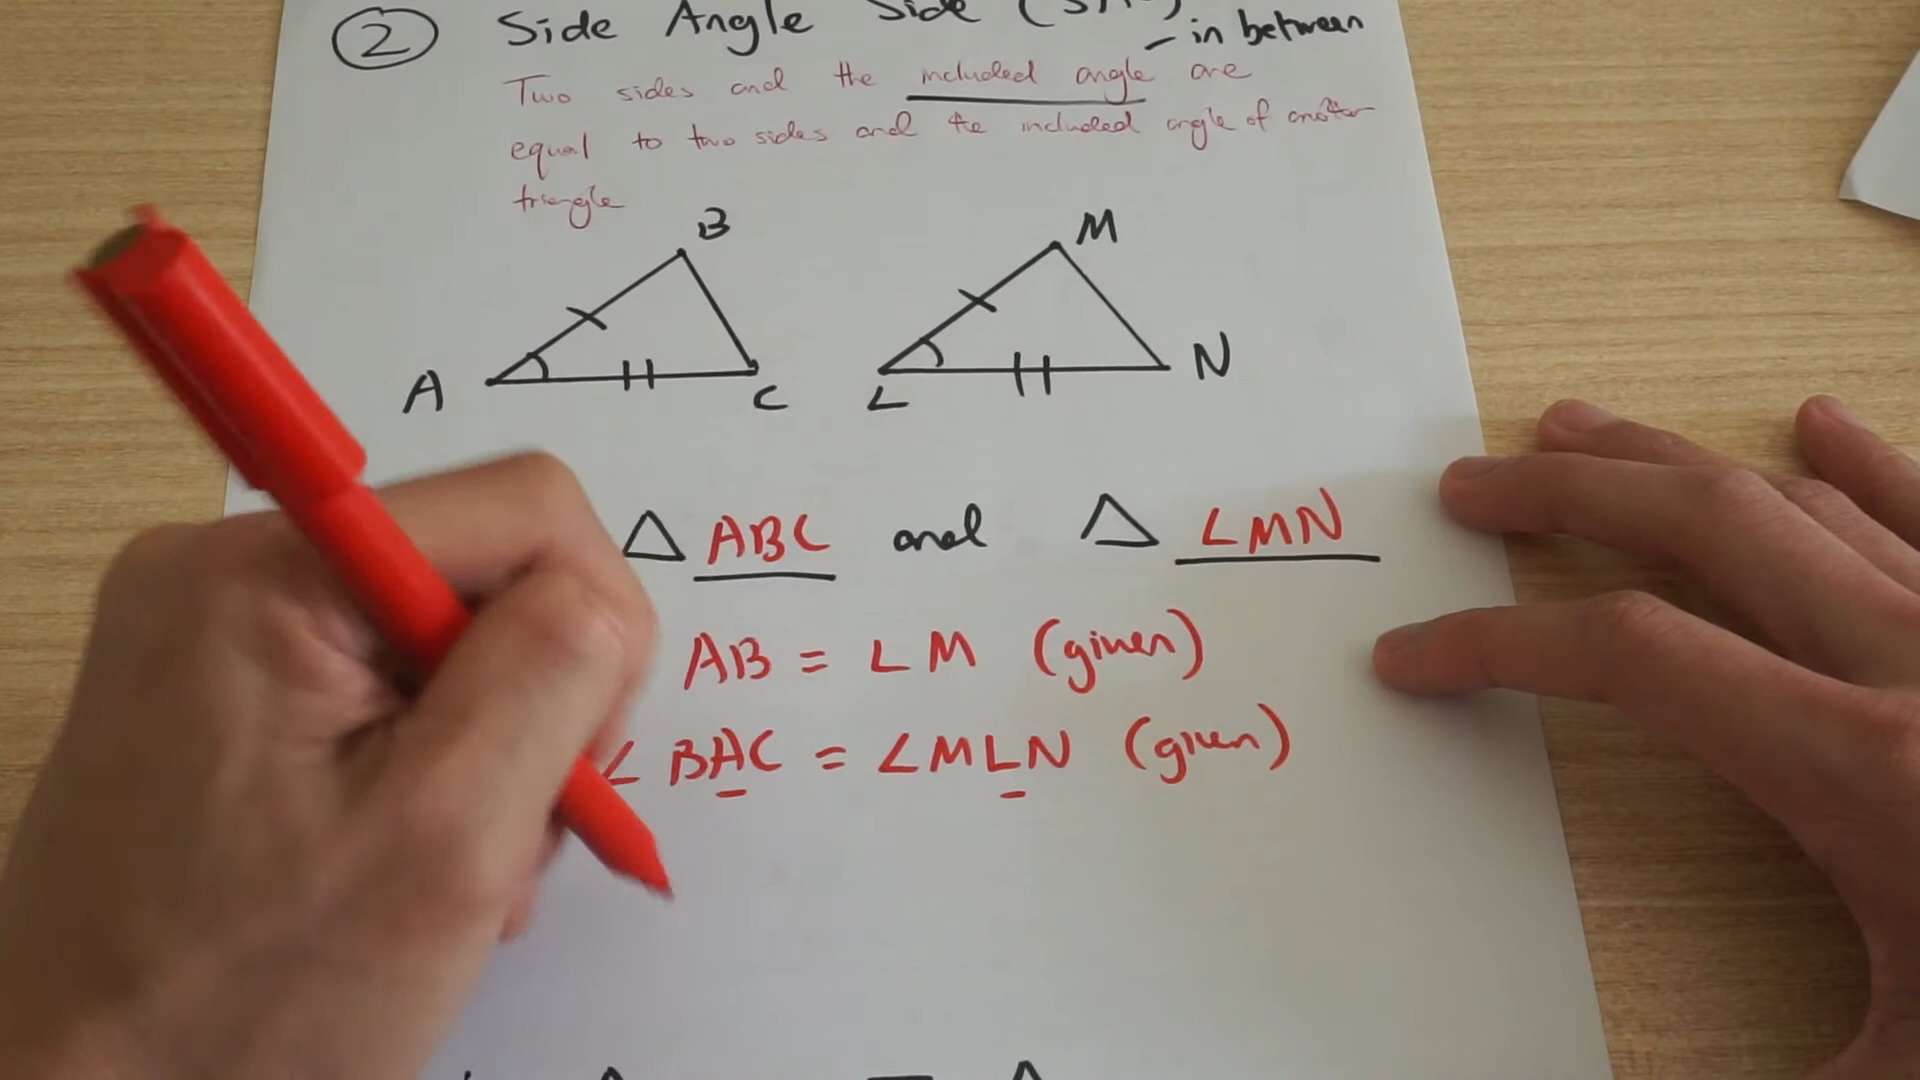 2 Side Angle Side (SAS)
– in between
Two sides and the included angle are
equal to two sides and the included angle of another
triangle
B M
A C L N
△ ABC and △ LMN
AB = LM (given)
∠ BAC = ∠MLN (given)